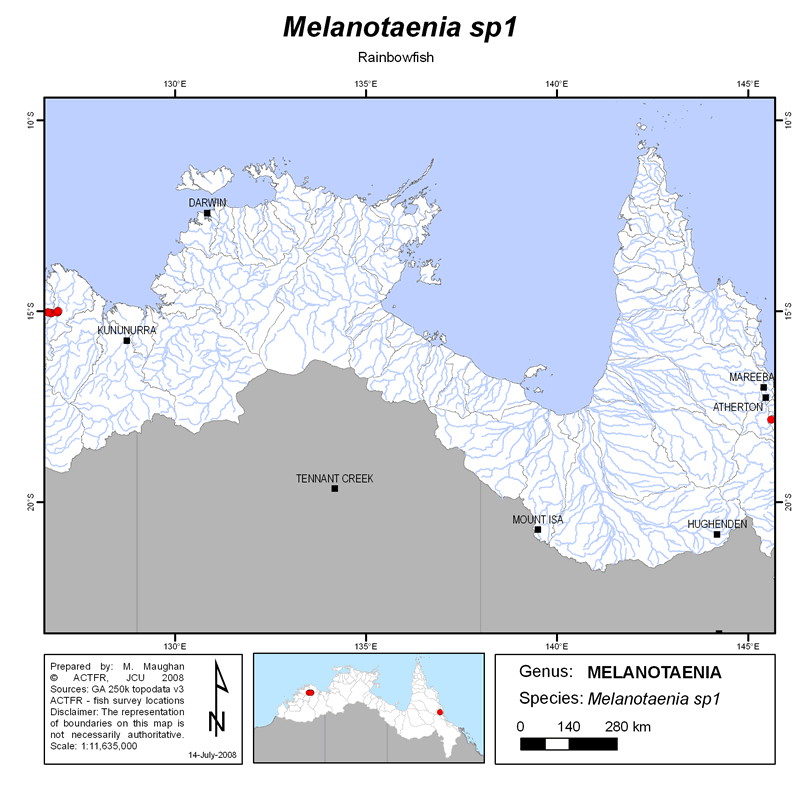 Melanotaenia sp1
Rainbowfish
130°E 135°E 140°E 145°E
10°S 10°S
DARWIN
15°S 15°S
KUNUNURRA
MAREEBA
ATHERTON
TENNANT CREEK
20°S 20°S
MOUNT ISA
HUGHENDEN
130°E 135°E 140°E 145°E
Prepared by: M. Maughan
© ACTFR, JCU 2008
Sources: GA 250k topodata v3
ACTFR - fish survey locations
Disclaimer: The representation
of boundaries on this map is
not necessarily authoritative.
Scale: 1:11,635,000
N
14-July-2008
Genus: MELANOTAENIA
Species: Melanotaenia sp1
0 140 280 km